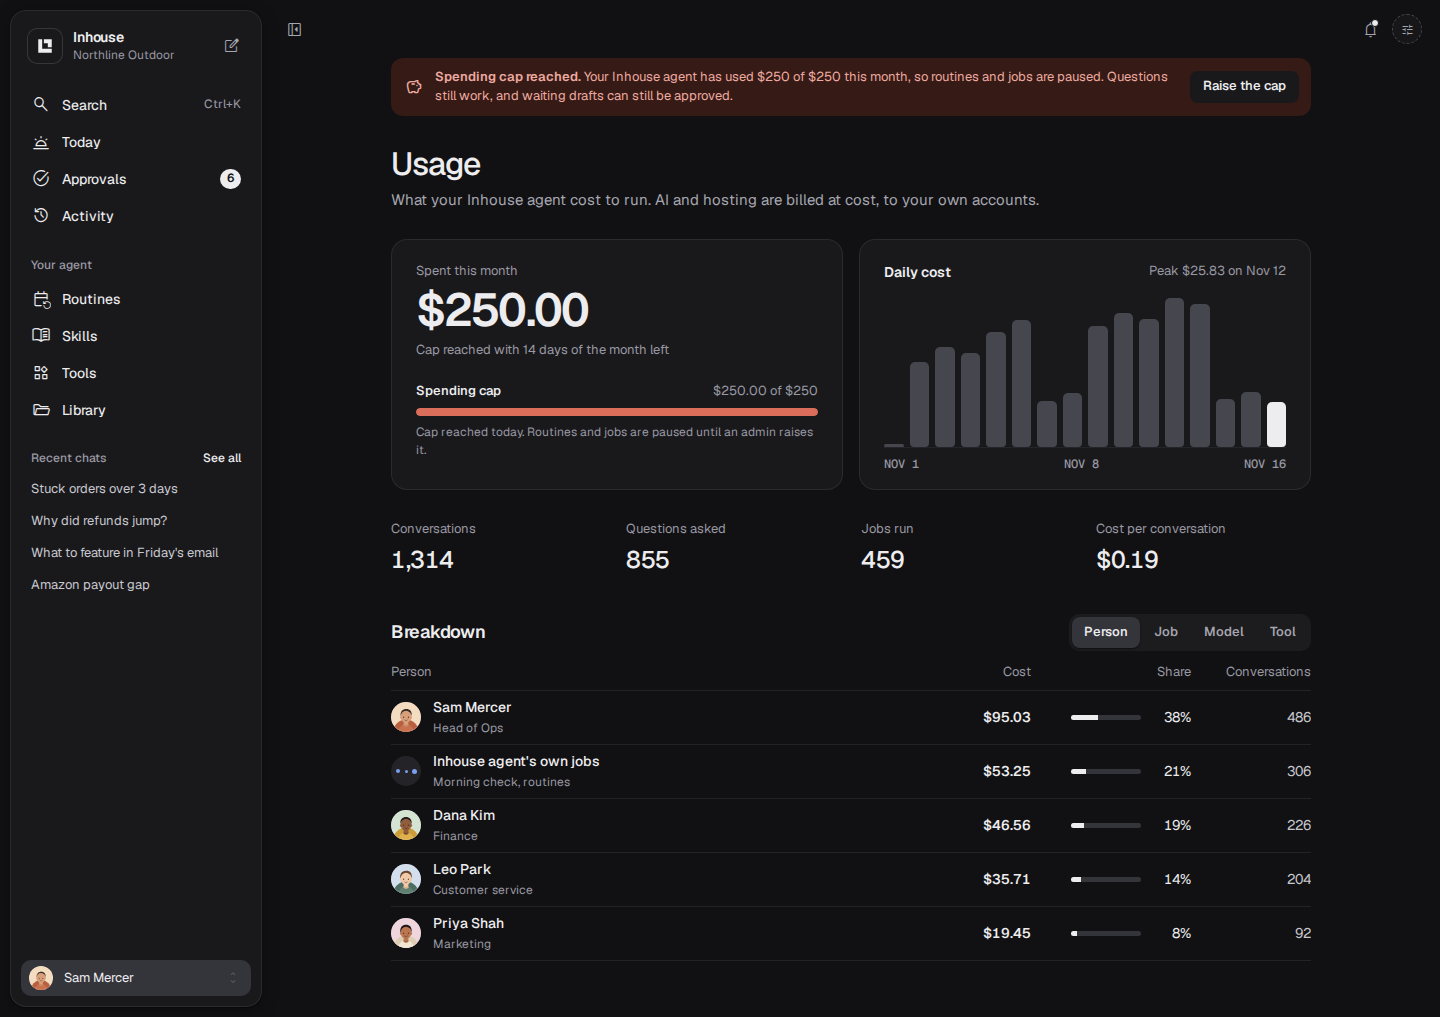 Inhouse
Northline Outdoor
Search Ctrl+K
Today
Approvals 6
Activity
Your agent
Routines
Skills
Tools
Library
Recent chats See all
Stuck orders over 3 days
Why did refunds jump?
What to feature in Friday's email
Amazon payout gap
Sam Mercer
Spending cap reached. Your Inhouse agent has used $250 of $250 this month, so routines and jobs are paused. Questions
still work, and waiting drafts can still be approved.
Raise the cap
Usage
What your Inhouse agent cost to run. AI and hosting are billed at cost, to your own accounts.
Spent this month
$250.00
Cap reached with 14 days of the month left
Spending cap $250.00 of $250
Cap reached today. Routines and jobs are paused until an admin raises
it.
Daily cost Peak $25.83 on Nov 12
NOV 1 NOV 8 NOV 16
Conversations Questions asked Jobs run Cost per conversation
1,314 855 459 $0.19
Breakdown Person Job Model Tool
Person Cost Share Conversations
Sam Mercer
Head of Ops
$95.03 38% 486
Inhouse agent's own jobs
Morning check, routines
$53.25 21% 306
Dana Kim
Finance
$46.56 19% 226
Leo Park
Customer service
$35.71 14% 204
Priya Shah
Marketing
$19.45 8% 92